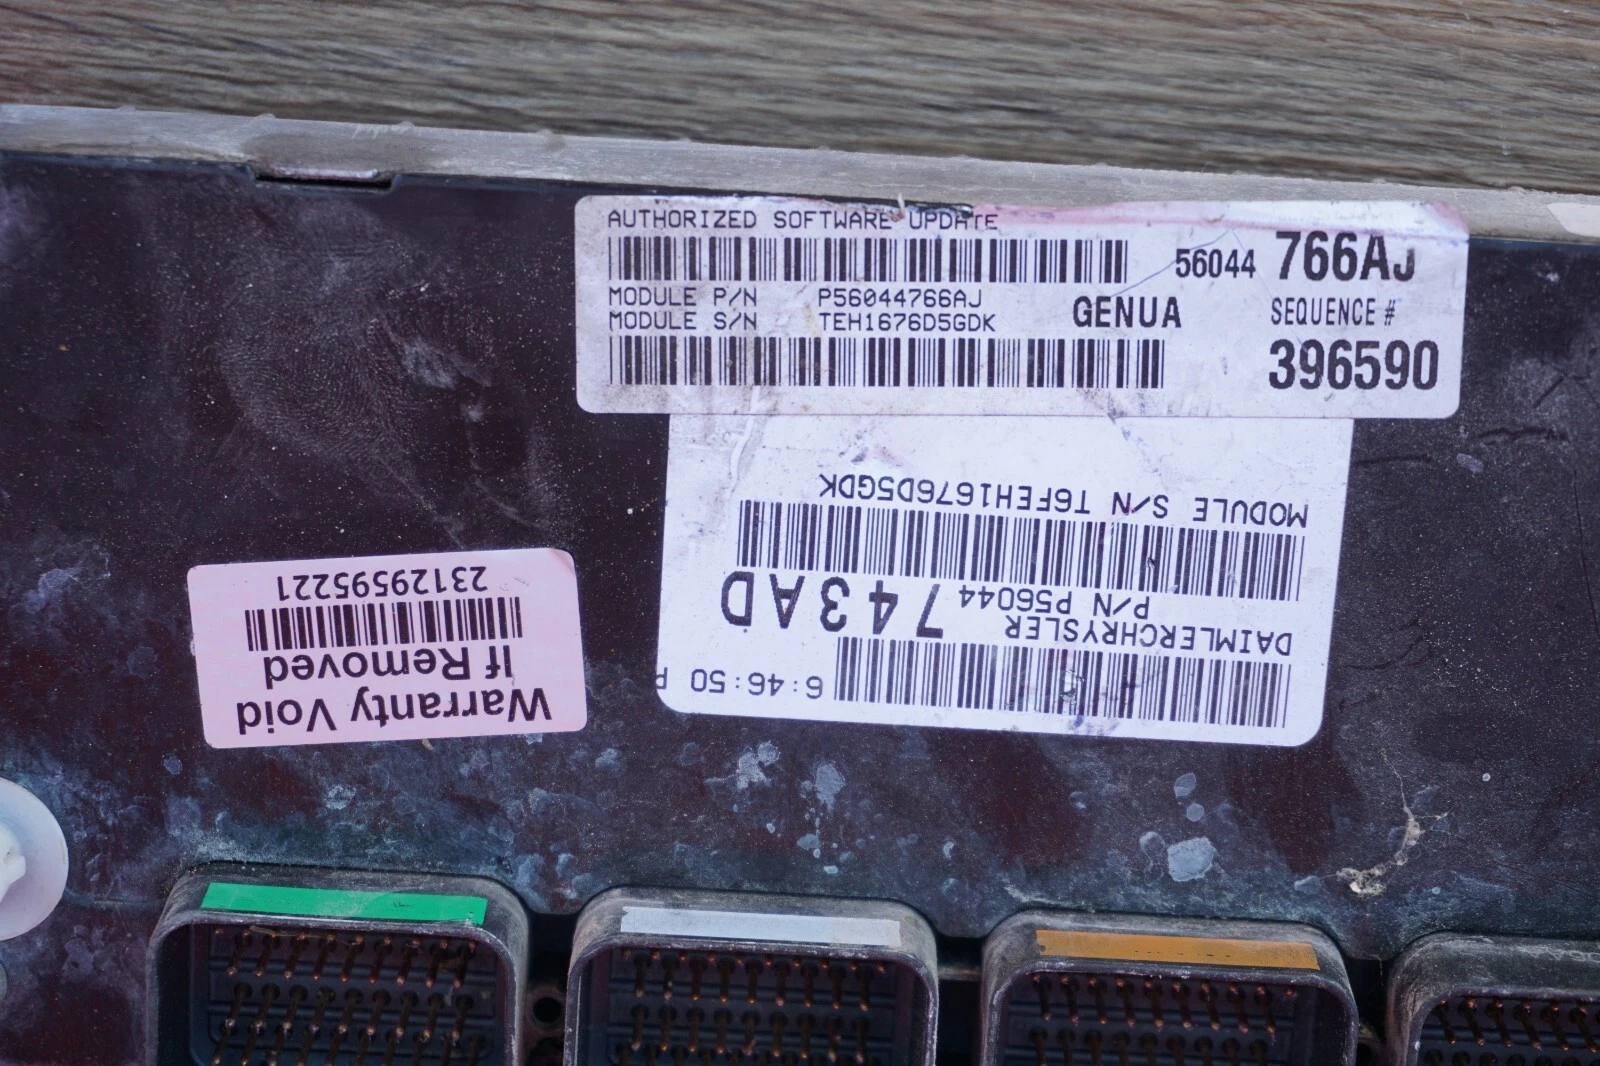 AUTHORIZED SOFTWARE UPDATE
56044 766AJ
MODULE P/N P56044766AJ
MODULE S/N TEH1676D5GDK
GENUA
SEQUENCE #
396590
6:46:50 P
DAIMLERCHRYSLER
P/N P56044 743AD
MODULE S/N T6FEH1676D5GDK
Warranty Void
If Removed
23129595221